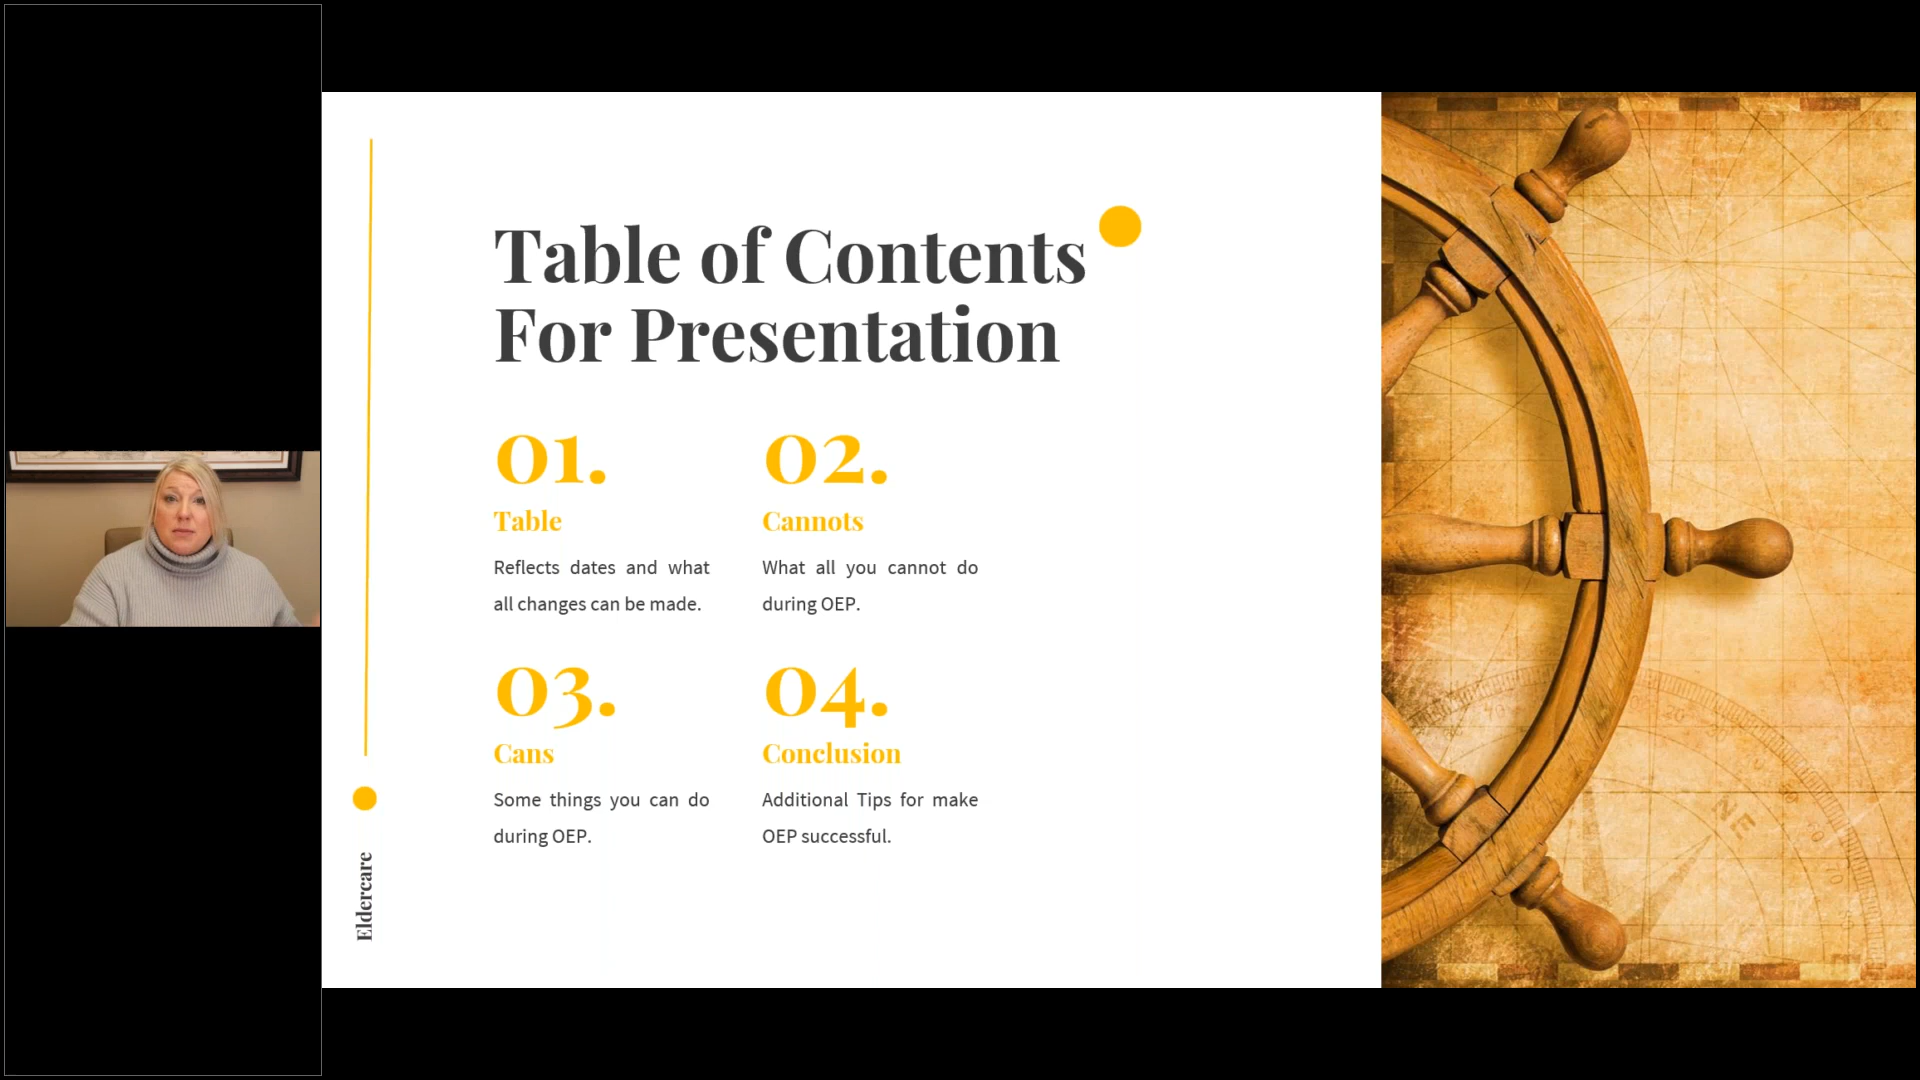 Table of Contents
For Presentation
01.
Table
Reflects dates and what
all changes can be made.
02.
Cannots
What all you cannot do
during OEP.
03.
Cans
Some things you can do
during OEP.
04.
Conclusion
Additional Tips for make
OEP successful.
Eldercare
NE